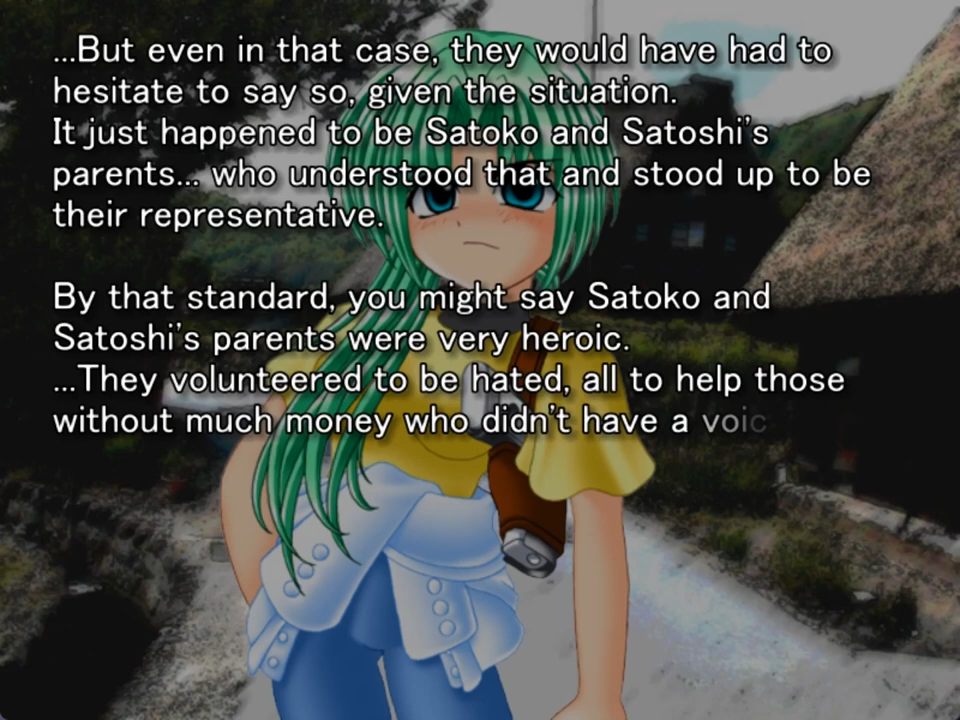 ...But even in that case, they would have had to
hesitate to say so, given the situation.
It just happened to be Satoko and Satoshi's
parents... who understood that and stood up to be
their representative.
By that standard, you might say Satoko and
Satoshi's parents were very heroic.
...They volunteered to be hated, all to help those
without much money who didn't have a voic